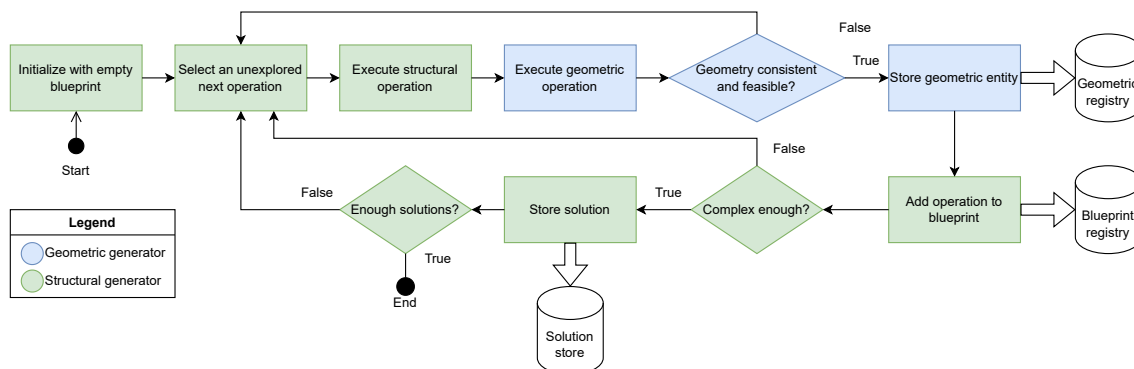 False
Initialize with empty
blueprint
Select an unexplored
next operation
Execute structural
operation
Execute geometric
operation
Geometry consistent
and feasible?
True
Store geometric entity
Geometric
registry
Start
False
False
Enough solutions?
True
Store solution
True
Complex enough?
Add operation to
blueprint
Blueprint
registry
Legend
Geometric generator
Structural generator
End
Solution
store